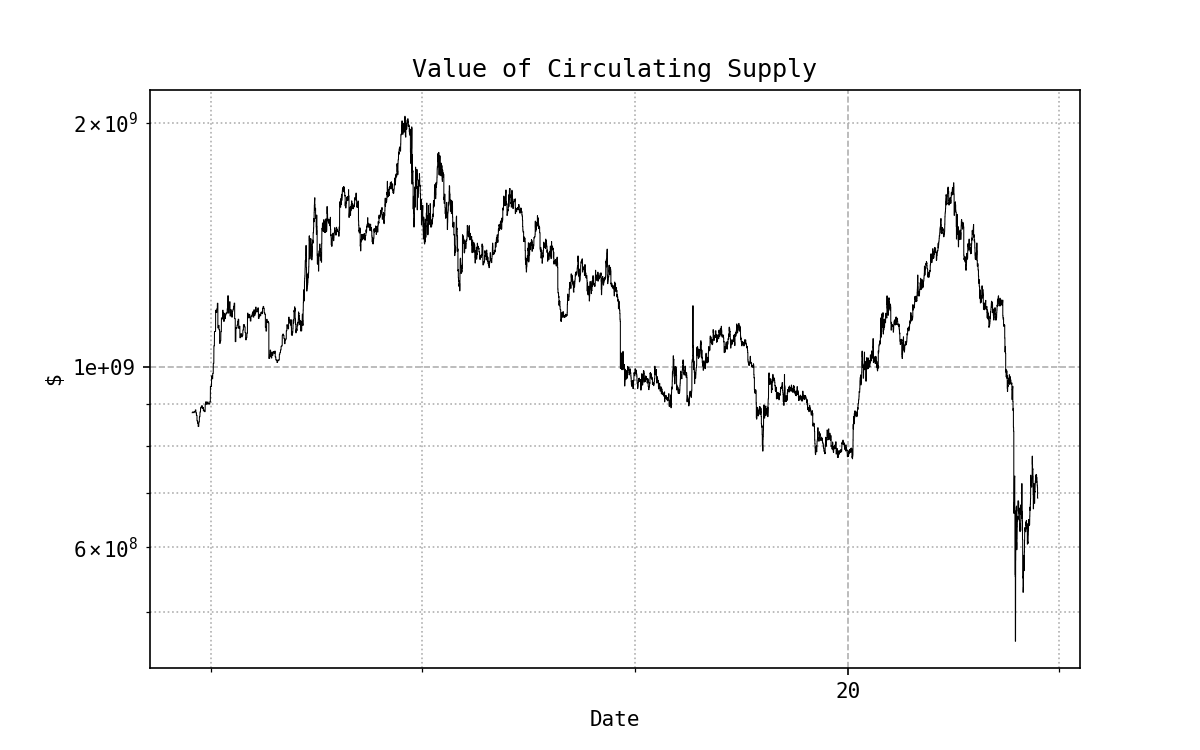 Value of Circulating Supply
2×10⁹
1e+09
6×10⁸
$
20
Date